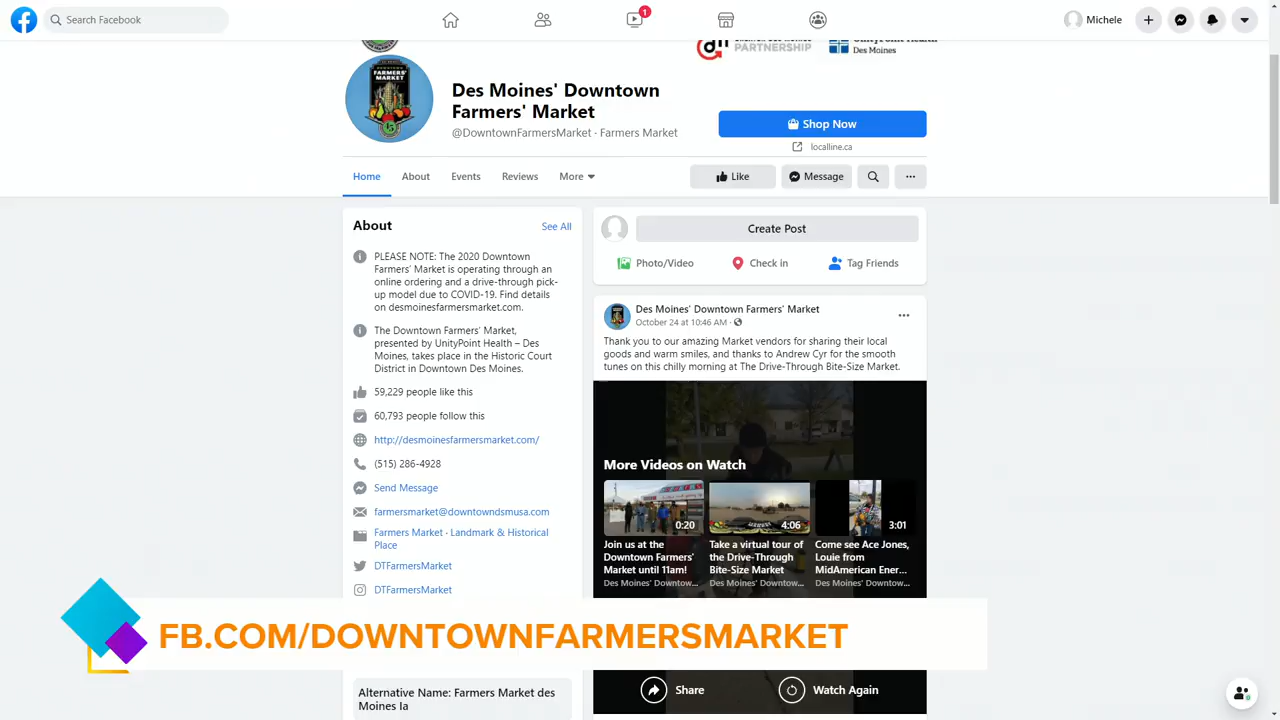 Search Facebook
1
Michele
PARTNERSHIP
Des Moines
FARMERS'
MARKET
Des Moines' Downtown
Farmers' Market
@DowntownFarmersMarket · Farmers Market
Shop Now
localline.ca
Home
About
Events
Reviews
More
Like
Message
About
See All
PLEASE NOTE: The 2020 Downtown
Farmers' Market is operating through an
online ordering and a drive-through pick-
up model due to COVID-19. Find details
on desmoinesfarmersmarket.com.
The Downtown Farmers' Market,
presented by UnityPoint Health – Des
Moines, takes place in the Historic Court
District in Downtown Des Moines.
59,229 people like this
60,793 people follow this
http://desmoinesfarmersmarket.com/
(515) 286-4928
Send Message
farmersmarket@downtowndsmusa.com
Farmers Market · Landmark & Historical
Place
DTFarmersMarket
DTFarmersMarket
Create Post
Photo/Video
Check in
Tag Friends
Des Moines' Downtown Farmers' Market
October 24 at 10:46 AM ·
Thank you to our amazing Market vendors for sharing their local
goods and warm smiles, and thanks to Andrew Cyr for the smooth
tunes on this chilly morning at The Drive-Through Bite-Size Market.
More Videos on Watch
0:20
4:06
3:01
Join us at the
Downtown Farmers'
Market until 11am!
Des Moines' Downtow...
Take a virtual tour of
the Drive-Through
Bite-Size Market
Des Moines' Downtow...
Come see Ace Jones,
Louie from
MidAmerican Ener...
Des Moines' Downtow...
FB.COM/DOWNTOWNFARMERSMARKET
Alternative Name: Farmers Market des
Moines Ia
Share
Watch Again